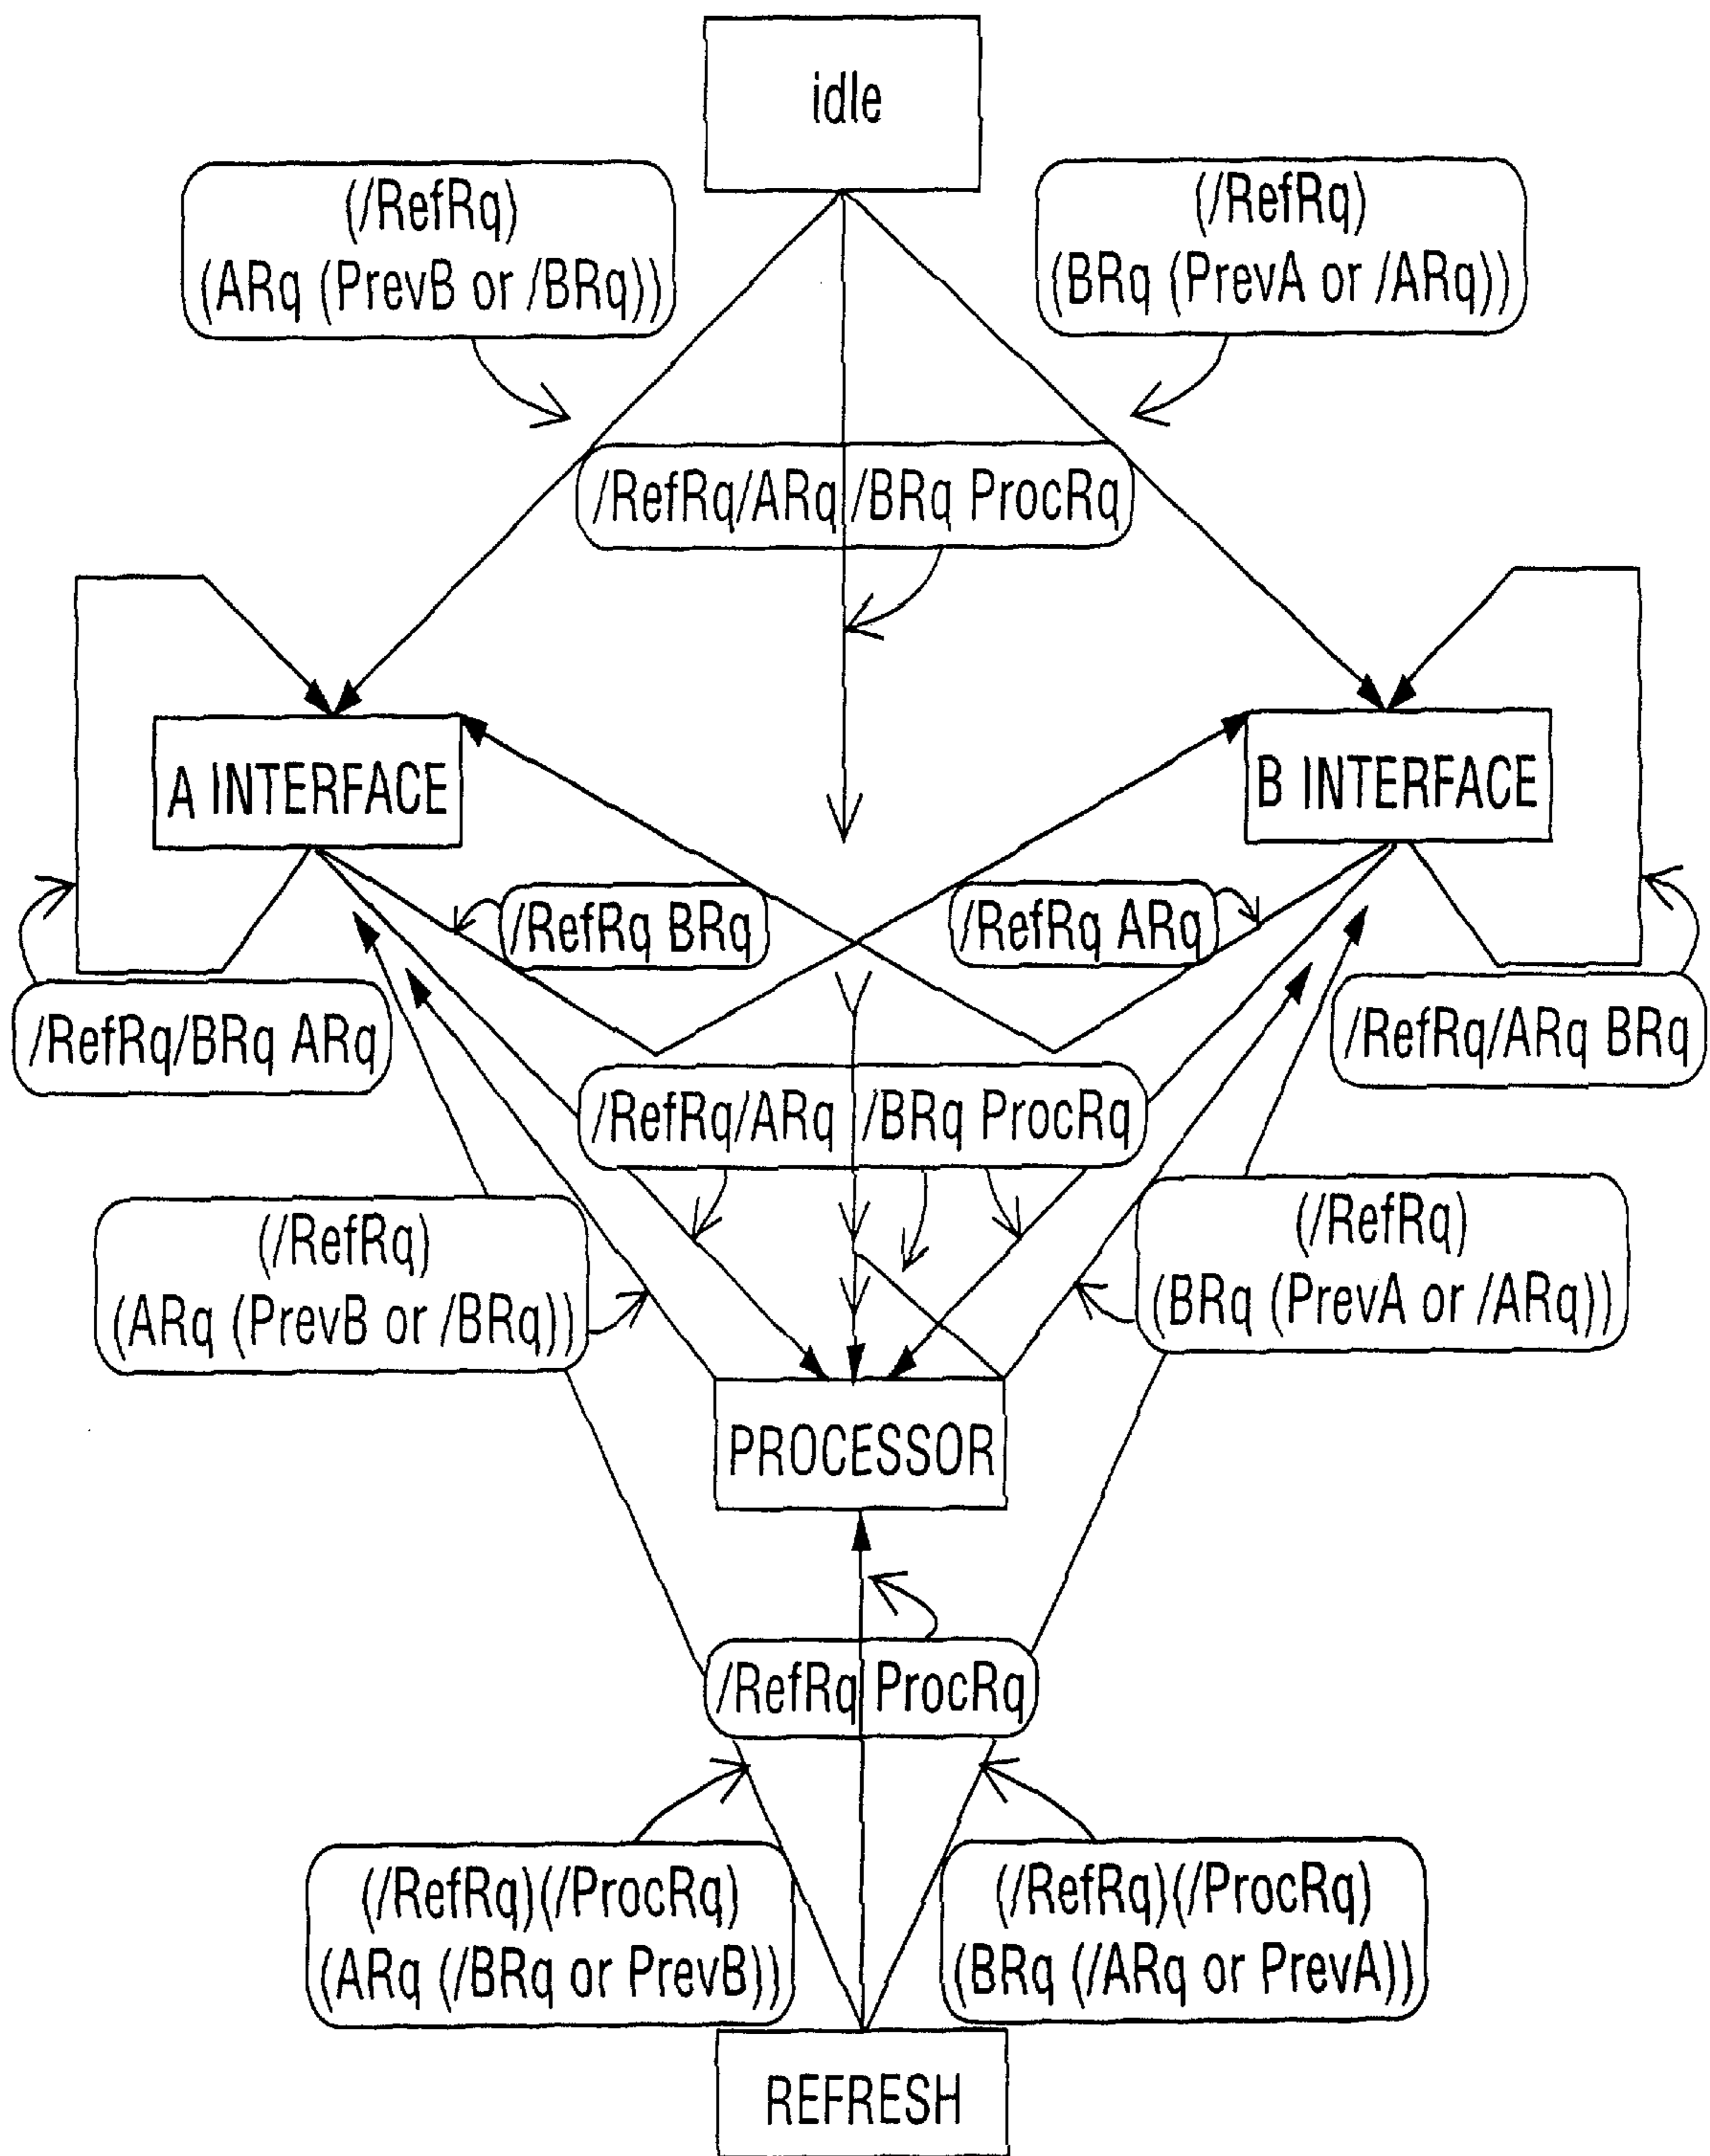 idle
(/RefRq)
(ARq (PrevB or /BRq))
(/RefRq)
(BRq (PrevA or /ARq))
/RefRq/ARq /BRq ProcRq
A INTERFACE
B INTERFACE
/RefRq BRq
/RefRq ARq
/RefRq/BRq ARq
/RefRq/ARq BRq
/RefRq/ARq /BRq ProcRq
(/RefRq)
(ARq (PrevB or /BRq))
(/RefRq)
(BRq (PrevA or /ARq))
PROCESSOR
/RefRq ProcRq
(/RefRq)(/ProcRq)
(ARq (/BRq or PrevB))
(/RefRq)(/ProcRq)
(BRq (/ARq or PrevA))
REFRESH